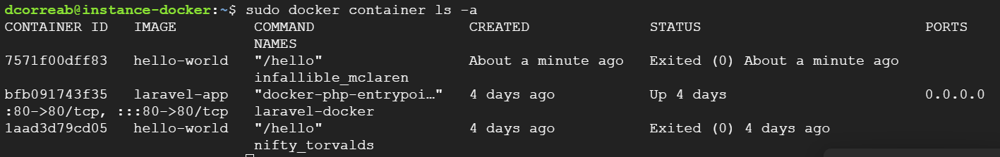 dcorreab@instance-docker:~$ sudo docker container ls -a
CONTAINER ID   IMAGE         COMMAND                  CREATED              STATUS                          PORTS
                             NAMES
7571f00dff83   hello-world   "/hello"                 About a minute ago   Exited (0) About a minute ago
                             infallible_mclaren
bfb091743f35   laravel-app   "docker-php-entrypoi…"   4 days ago           Up 4 days                       0.0.0.0
:80->80/tcp, :::80->80/tcp   laravel-docker
1aad3d79cd05   hello-world   "/hello"                 4 days ago           Exited (0) 4 days ago
                             nifty_torvalds